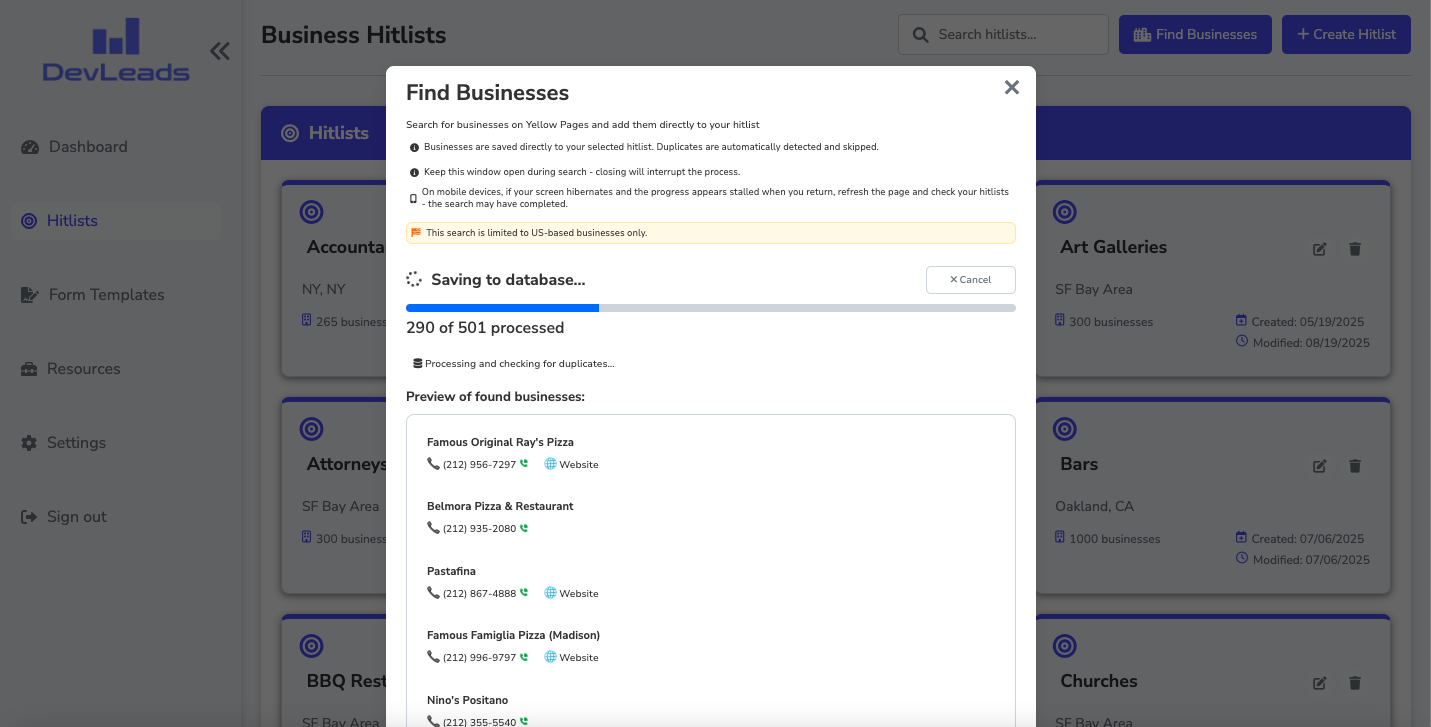 DevLeads
Business Hitlists
Search hitlists...
Find Businesses
+ Create Hitlist
Dashboard
Hitlists
Form Templates
Resources
Settings
Sign out
Hitlists
Find Businesses
Search for businesses on Yellow Pages and add them directly to your hitlist
Businesses are saved directly to your selected hitlist. Duplicates are automatically detected and skipped.
Keep this window open during search - closing will interrupt the process.
On mobile devices, if your screen hibernates and the progress appears stalled when you return, refresh the page and check your hitlists
- the search may have completed.
This search is limited to US-based businesses only.
Saving to database...
Cancel
290 of 501 processed
Processing and checking for duplicates...
Preview of found businesses:
Famous Original Ray's Pizza
(212) 956-7297 Website
Belmora Pizza & Restaurant
(212) 935-2080
Pastafina
(212) 867-4888 Website
Famous Famiglia Pizza (Madison)
(212) 996-9797 Website
Nino's Positano
(212) 355-5540
Accounta
NY, NY
265 business
Art Galleries
SF Bay Area
300 businesses
Created: 05/19/2025
Modified: 08/19/2025
Attorneys
SF Bay Area
300 business
Bars
Oakland, CA
1000 businesses
Created: 07/06/2025
Modified: 07/06/2025
BBQ Rest
SF Bay Area
Churches
SF Bay Area